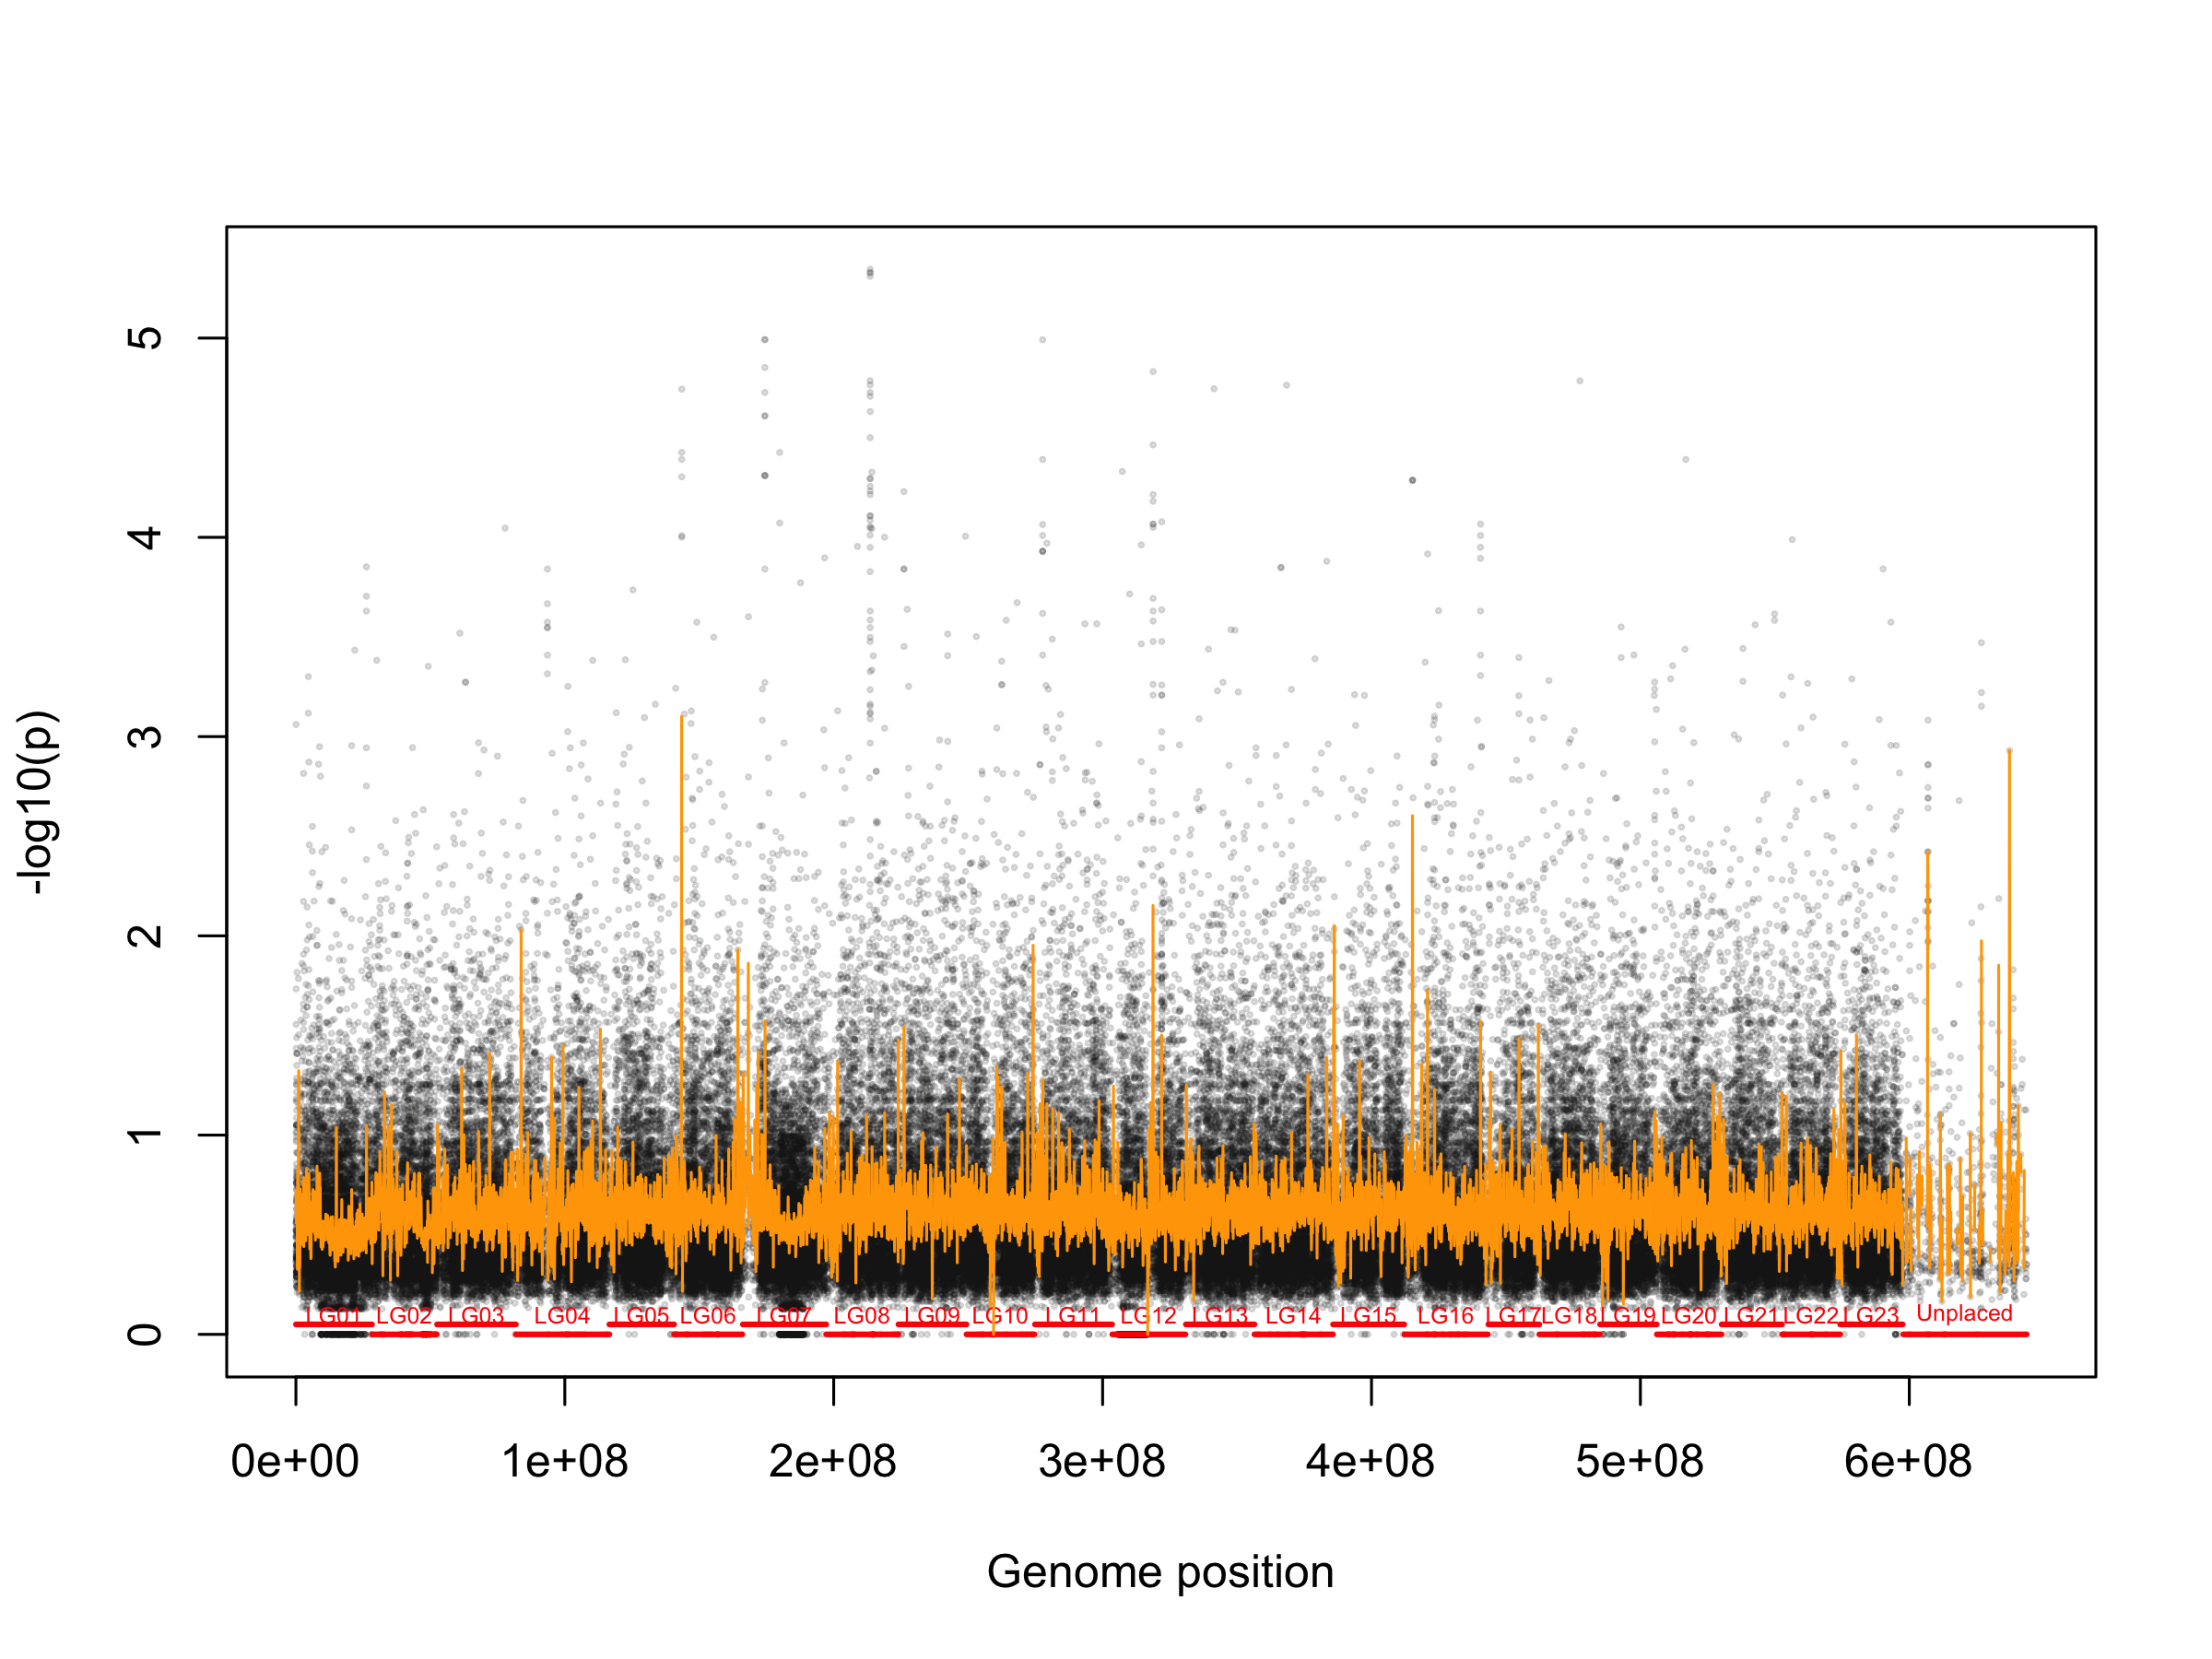 -log10(p)
5
4
3
2
1
0
LG01 LG02 LG03 LG04 LG05 LG06 LG07 LG08 LG09 LG10 LG11 LG12 LG13 LG14 LG15 LG16 LG17 LG18 LG19 LG20 LG21 LG22 LG23 Unplaced
0e+00 1e+08 2e+08 3e+08 4e+08 5e+08 6e+08
Genome position